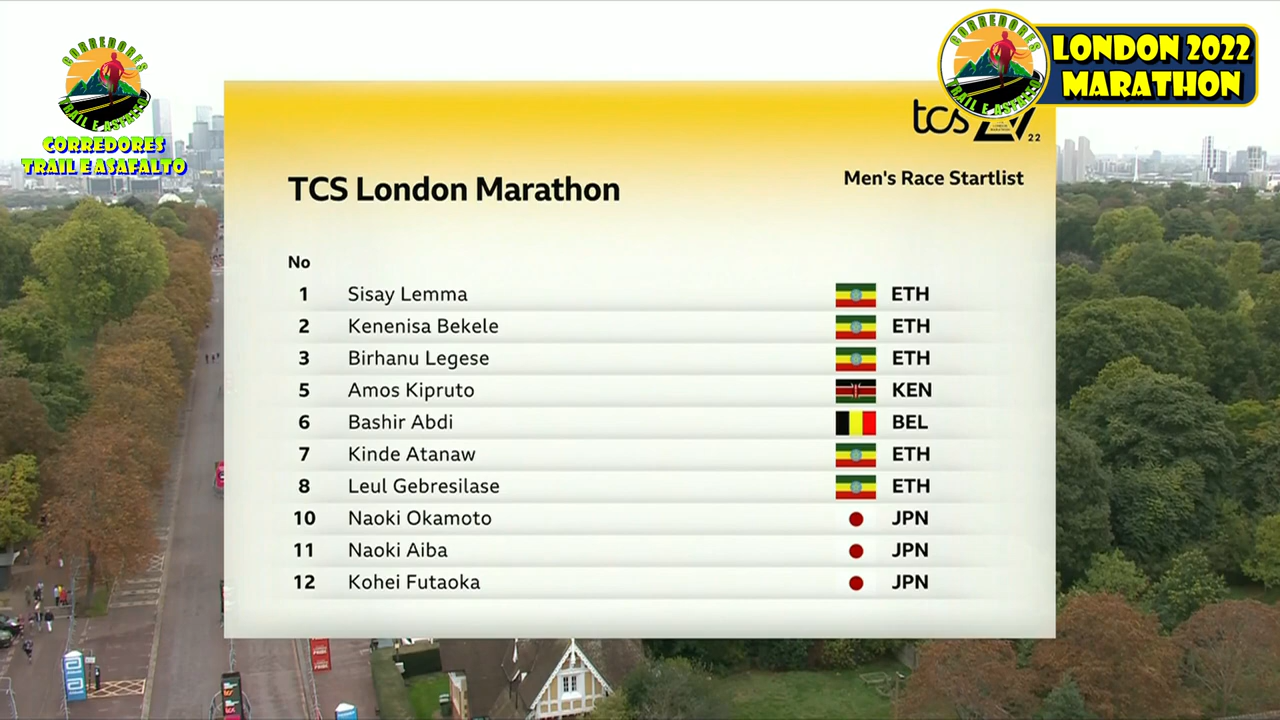 CORREDORES
TRAIL E ASFALTO
CORREDORES
TRAIL E ASAFALTO
CORREDORES
TRAIL E ASFALTO
LONDON 2022
MARATHON
tcs
22
TCS London Marathon
Men's Race Startlist
No
1 Sisay Lemma ETH
2 Kenenisa Bekele ETH
3 Birhanu Legese ETH
5 Amos Kipruto KEN
6 Bashir Abdi BEL
7 Kinde Atanaw ETH
8 Leul Gebresilase ETH
10 Naoki Okamoto JPN
11 Naoki Aiba JPN
12 Kohei Futaoka JPN